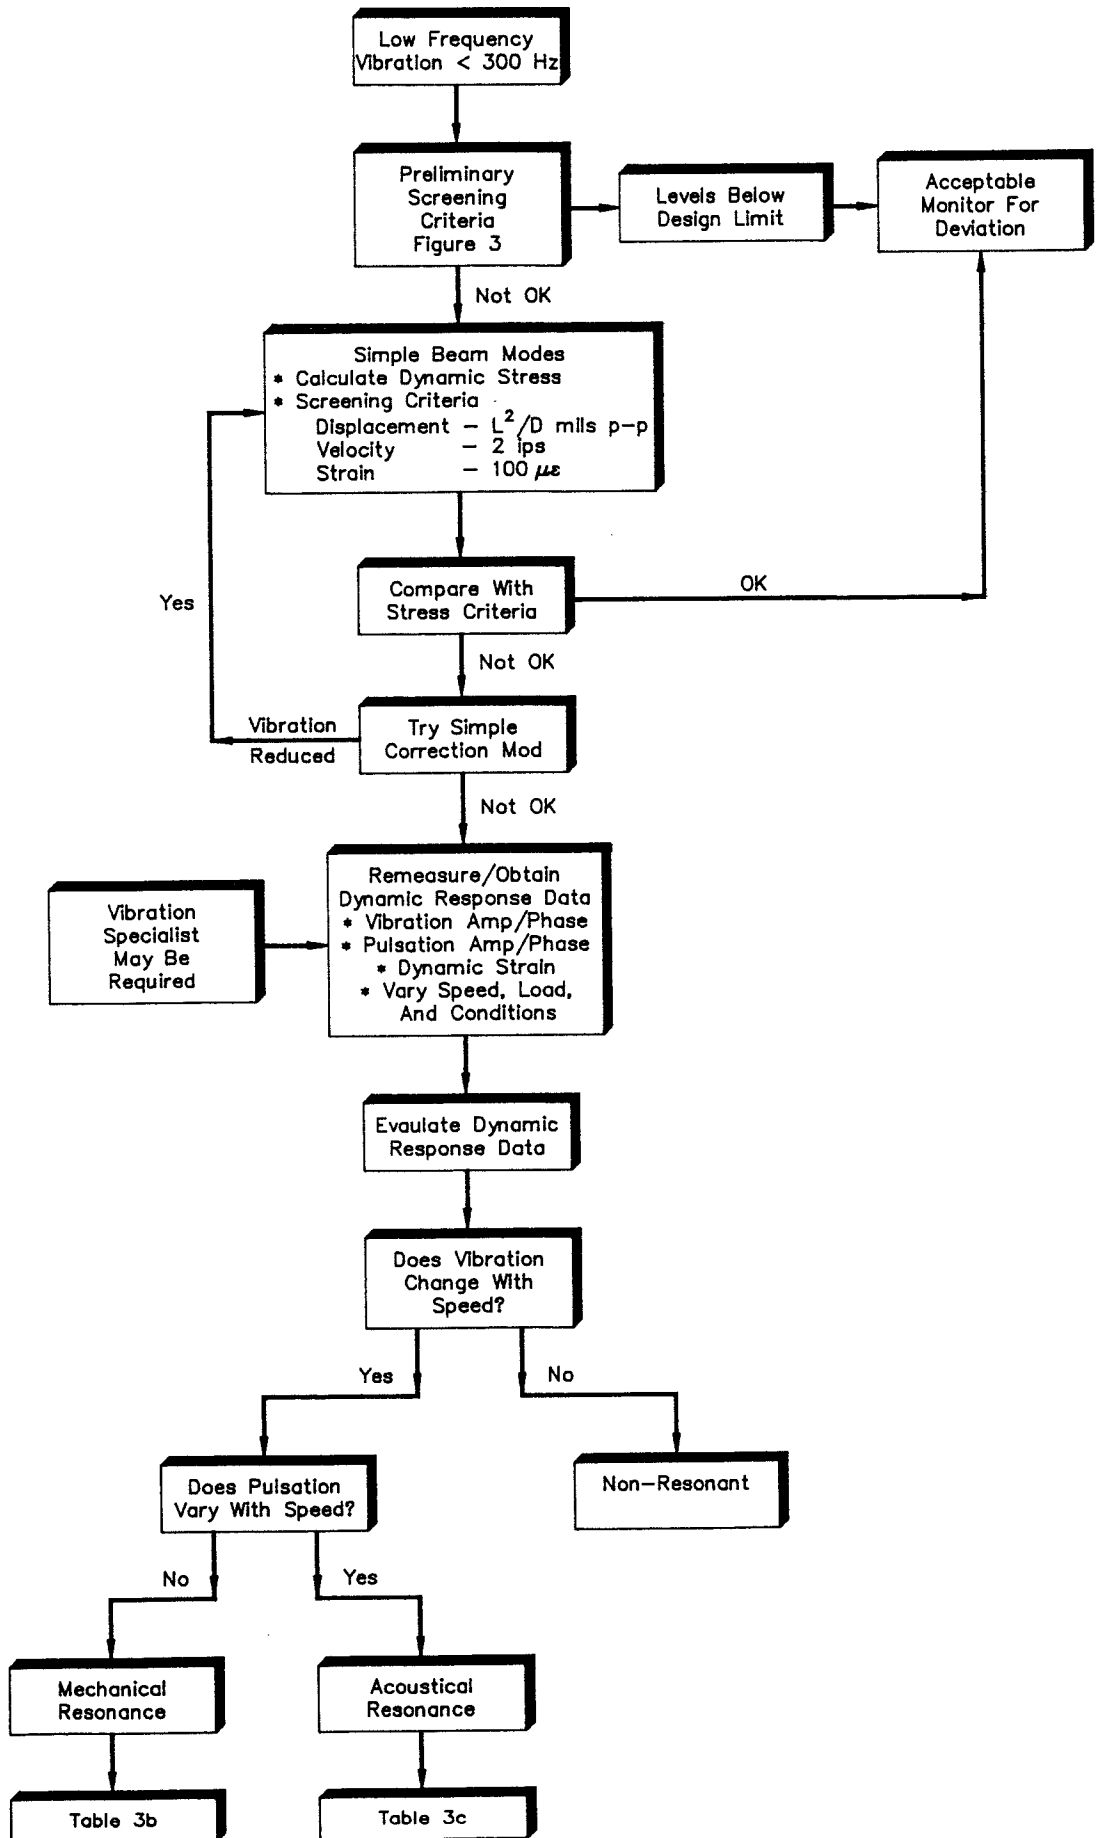 Low Frequency
Vibration < 300 Hz
Preliminary
Screening
Criteria
Figure 3
Levels Below
Design Limit
Acceptable
Monitor For
Deviation
Not OK
Simple Beam Modes
* Calculate Dynamic Stress
* Screening Criteria
Displacement – L²/D mils p-p
Velocity – 2 ips
Strain – 100 με
Yes
Compare With
Stress Criteria
OK
Not OK
Vibration
Reduced
Try Simple
Correction Mod
Not OK
Vibration
Specialist
May Be
Required
Remeasure/Obtain
Dynamic Response Data
* Vibration Amp/Phase
* Pulsation Amp/Phase
* Dynamic Strain
* Vary Speed, Load,
And Conditions
Evaulate Dynamic
Response Data
Does Vibration
Change With
Speed?
Yes
No
Does Pulsation
Vary With Speed?
Non-Resonant
No
Yes
Mechanical
Resonance
Acoustical
Resonance
Table 3b
Table 3c